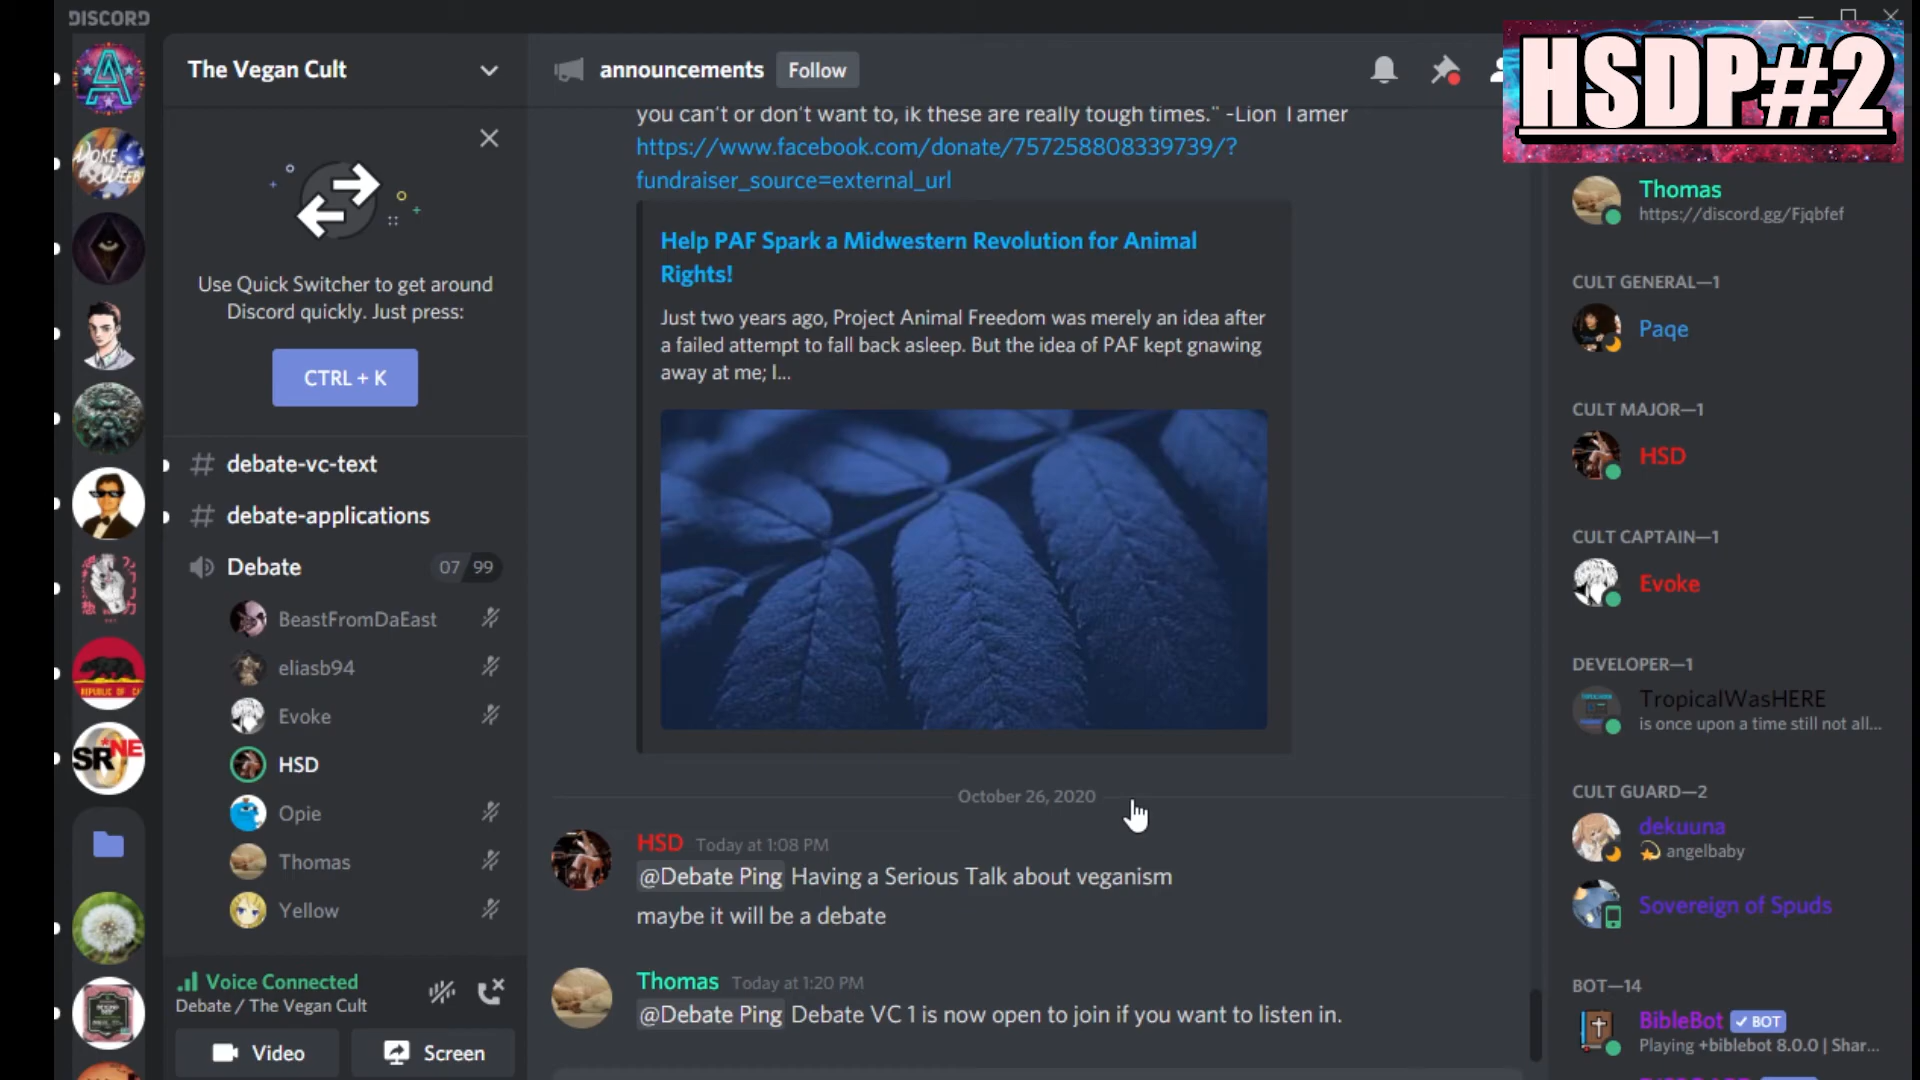 DISCORD
The Vegan Cult
Use Quick Switcher to get around
Discord quickly. Just press:
CTRL + K
# debate-vc-text
# debate-applications
Debate 07 99
BeastFromDaEast
eliasb94
Evoke
HSD
Opie
Thomas
Yellow
Voice Connected
Debate / The Vegan Cult
Video Screen
SR*NE
announcements Follow
you can't or don't want to, ik these are really tough times." -Lion Tamer
https://www.facebook.com/donate/757258808339739/?
fundraiser_source=external_url
Help PAF Spark a Midwestern Revolution for Animal
Rights!
Just two years ago, Project Animal Freedom was merely an idea after
a failed attempt to fall back asleep. But the idea of PAF kept gnawing
away at me; I...
October 26, 2020
HSD Today at 1:08 PM
@Debate Ping Having a Serious Talk about veganism
maybe it will be a debate
Thomas Today at 1:20 PM
@Debate Ping Debate VC 1 is now open to join if you want to listen in.
HSDP#2
Thomas
https://discord.gg/Fjqbfef
CULT GENERAL—1
Paqe
CULT MAJOR—1
HSD
CULT CAPTAIN—1
Evoke
DEVELOPER—1
TropicalWasHERE
is once upon a time still not all...
CULT GUARD—2
dekuuna
angelbaby
Sovereign of Spuds
BOT—14
BibleBot BOT
Playing +biblebot 8.0.0 | Shar...